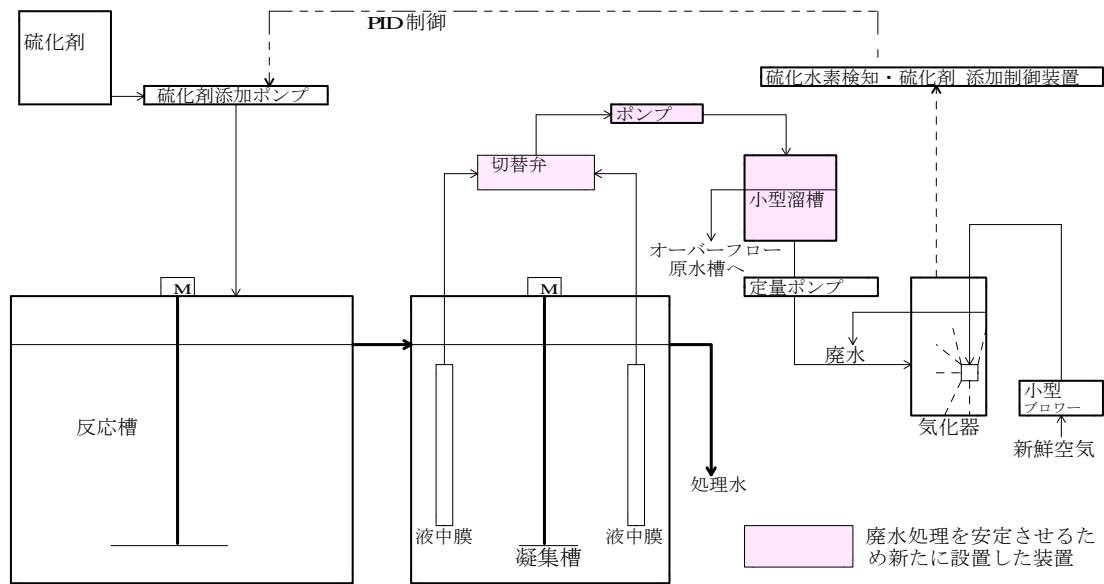 PID制御
硫化剤
硫化剤添加ポンプ
硫化水素検知・硫化剤 添加制御装置
ポンプ
切替弁
小型溜槽
オーバーフロー
原水槽へ
定量ポンプ
M
M
廃水
小型
ブロワー
反応槽
気化器
新鮮空気
処理水
液中膜
凝集槽
液中膜
廃水処理を安定させるた
め新たに設置した装置